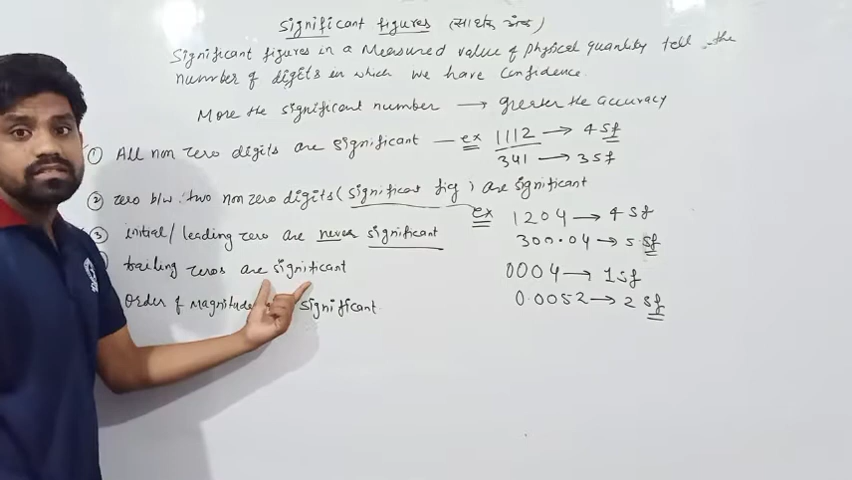 Significant figures (सार्थक अंक)
Significant figures in a Measured value of physical quantity tell the
number of digits in which we have confidence.
More the significant number → greater the accuracy
① All non zero digits are significant — ex 1112 → 4 Sf
341 → 3 Sf
② zero b/w two non zero digits (significant fig) are significant
ex 1204 → 4 Sf
300.04 → 5 Sf
③ initial/leading zero are never significant
0004 → 1 Sf
0.0052 → 2 Sf
trailing zeros are significant
Order of Magnitude significant